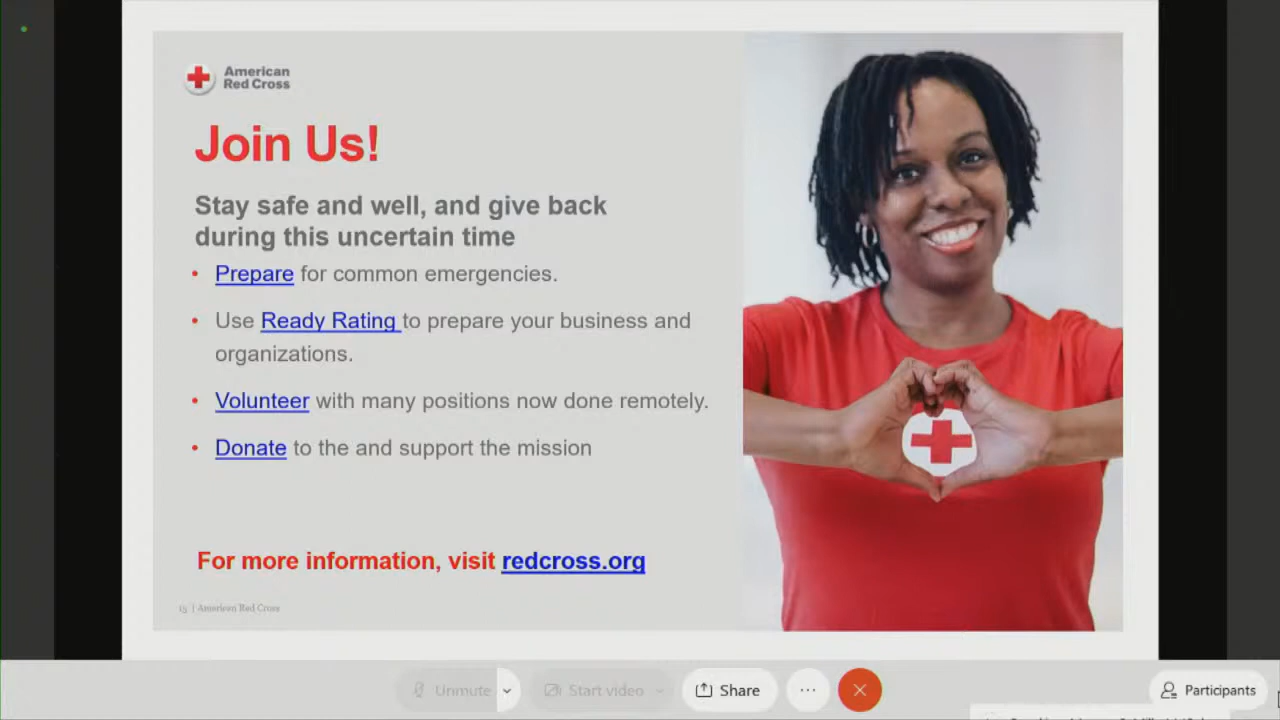 American
Red Cross
Join Us!
Stay safe and well, and give back
during this uncertain time
• Prepare for common emergencies.
• Use Ready Rating to prepare your business and
organizations.
• Volunteer with many positions now done remotely.
• Donate to the and support the mission
For more information, visit redcross.org
15 | American Red Cross
Unmute
Start video
Share
Participants